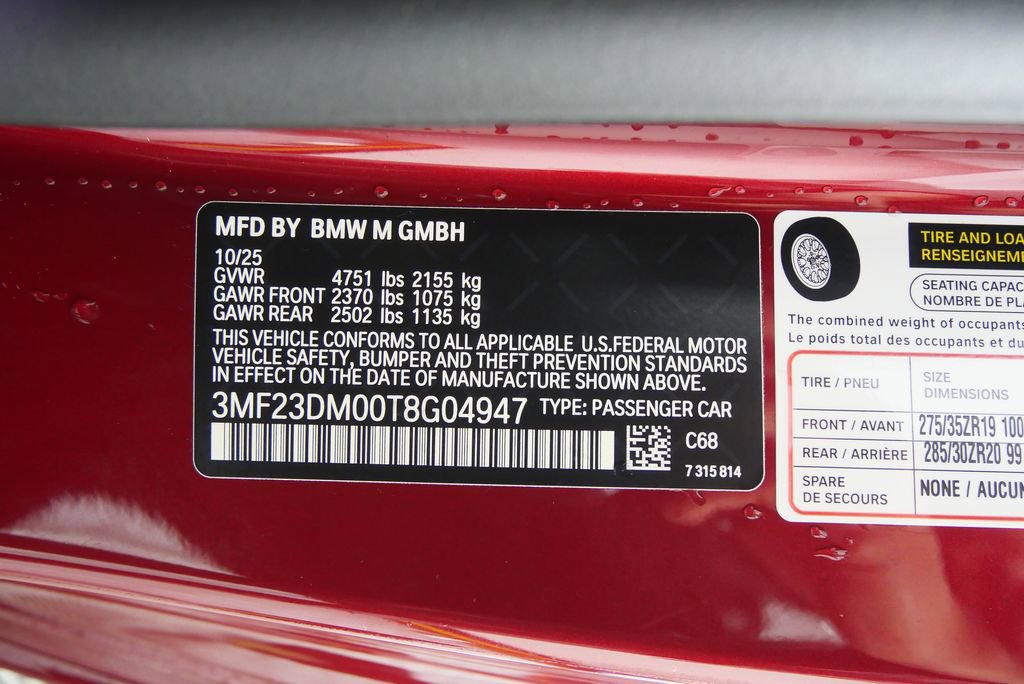 MFD BY BMW M GMBH
10/25
GVWR 4751 lbs 2155 kg
GAWR FRONT 2370 lbs 1075 kg
GAWR REAR 2502 lbs 1135 kg
THIS VEHICLE CONFORMS TO ALL APPLICABLE U.S.FEDERAL MOTOR
VEHICLE SAFETY, BUMPER AND THEFT PREVENTION STANDARDS
IN EFFECT ON THE DATE OF MANUFACTURE SHOWN ABOVE.
3MF23DM00T8G04947 TYPE: PASSENGER CAR
C68
7 315 814
TIRE AND LOA
RENSEIGNEME
SEATING CAPAC
NOMBRE DE PLA
The combined weight of occupants
Le poids total des occupants et du
TIRE / PNEU
SIZE
DIMENSIONS
FRONT / AVANT 275/35ZR19 100
REAR / ARRIÈRE 285/30ZR20 99
SPARE
DE SECOURS
NONE / AUCUN